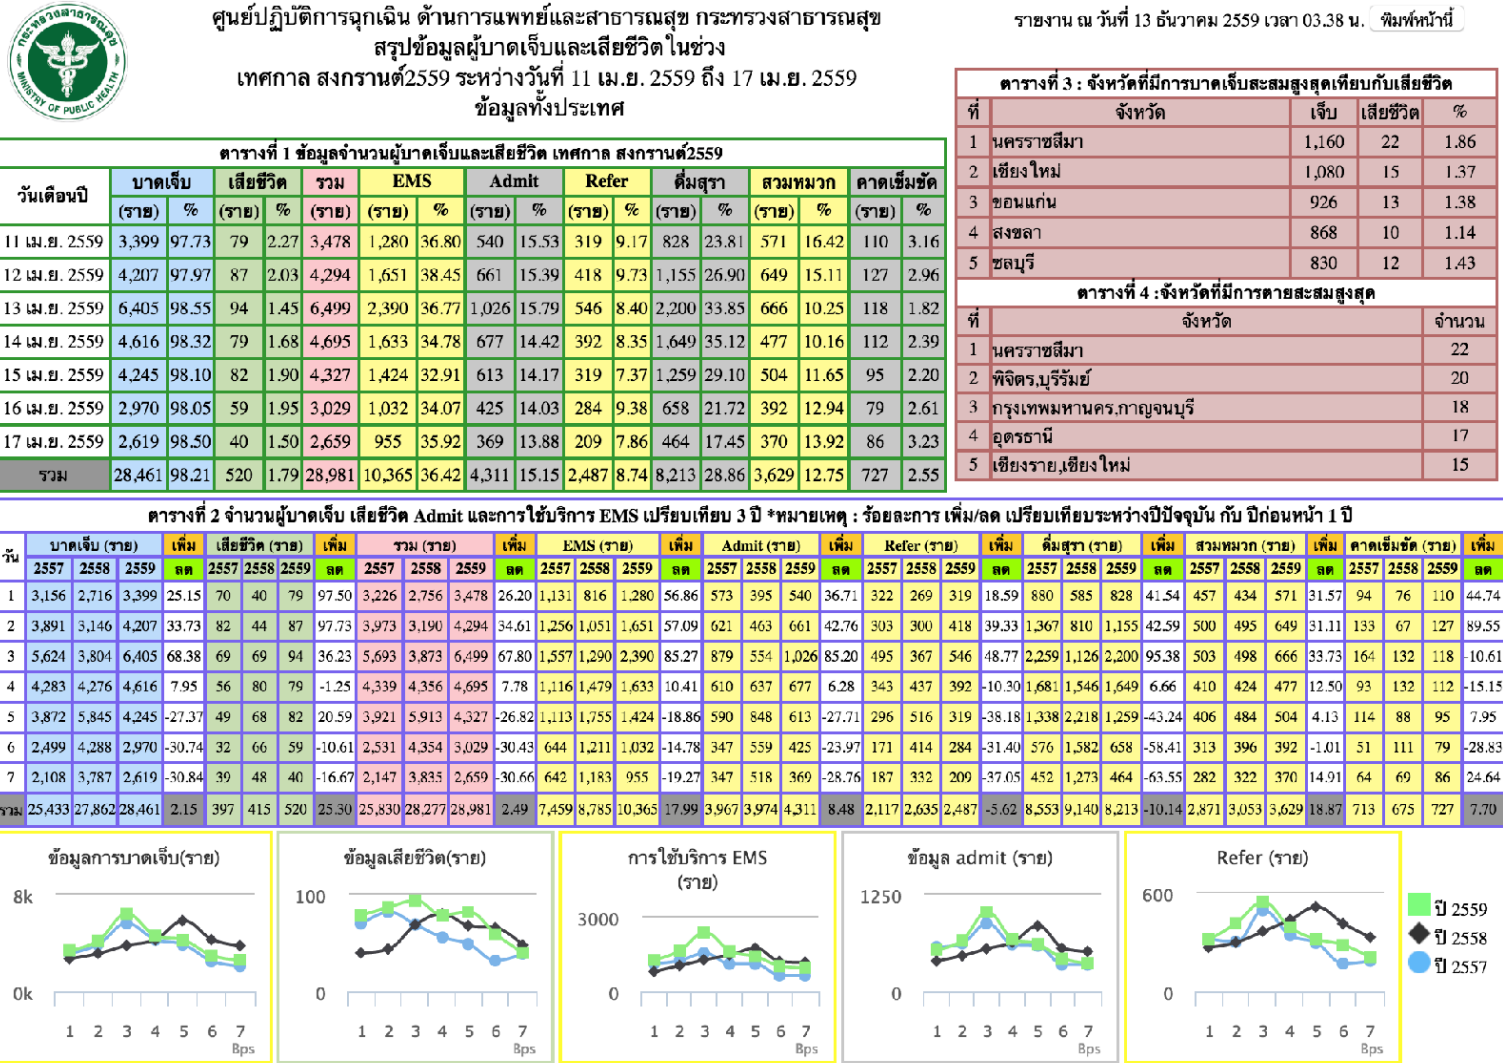 กระทรวงสาธารณสุข
MINISTRY OF PUBLIC HEALTH
ศูนย์ปฏิบัติการฉุกเฉิน ด้านการแพทย์และสาธารณสุข กระทรวงสาธารณสุข
สรุปข้อมูลผู้บาดเจ็บและเสียชีวิตในช่วง
เทศกาล สงกรานต์2559 ระหว่างวันที่ 11 เม.ย. 2559 ถึง 17 เม.ย. 2559
ข้อมูลทั้งประเทศ
รายงาน ณ วันที่ 13 ธันวาคม 2559 เวลา 03.38 น. พิมพ์หน้านี้
ตารางที่ 1 ข้อมูลจำนวนผู้บาดเจ็บและเสียชีวิต เทศกาล สงกรานต์2559
วันเดือนปี บาดเจ็บ เสียชีวิต รวม EMS Admit Refer ดื่มสุรา สวมหมวก คาดเข็มขัด
(ราย) % (ราย) % (ราย) (ราย) % (ราย) % (ราย) % (ราย) % (ราย) % (ราย) %
11 เม.ย. 2559 3,399 97.73 79 2.27 3,478 1,280 36.80 540 15.53 319 9.17 828 23.81 571 16.42 110 3.16
12 เม.ย. 2559 4,207 97.97 87 2.03 4,294 1,651 38.45 661 15.39 418 9.73 1,155 26.90 649 15.11 127 2.96
13 เม.ย. 2559 6,405 98.55 94 1.45 6,499 2,390 36.77 1,026 15.79 546 8.40 2,200 33.85 666 10.25 118 1.82
14 เม.ย. 2559 4,616 98.32 79 1.68 4,695 1,633 34.78 677 14.42 392 8.35 1,649 35.12 477 10.16 112 2.39
15 เม.ย. 2559 4,245 98.10 82 1.90 4,327 1,424 32.91 613 14.17 319 7.37 1,259 29.10 504 11.65 95 2.20
16 เม.ย. 2559 2,970 98.05 59 1.95 3,029 1,032 34.07 425 14.03 284 9.38 658 21.72 392 12.94 79 2.61
17 เม.ย. 2559 2,619 98.50 40 1.50 2,659 955 35.92 369 13.88 209 7.86 464 17.45 370 13.92 86 3.23
รวม 28,461 98.21 520 1.79 28,981 10,365 36.42 4,311 15.15 2,487 8.74 8,213 28.86 3,629 12.75 727 2.55
ตารางที่ 3 : จังหวัดที่มีการบาดเจ็บสะสมสูงสุดเทียบกับเสียชีวิต
ที่ จังหวัด เจ็บ เสียชีวิต %
1 นครราชสีมา 1,160 22 1.86
2 เชียงใหม่ 1,080 15 1.37
3 ขอนแก่น 926 13 1.38
4 สงขลา 868 10 1.14
5 ชลบุรี 830 12 1.43
ตารางที่ 4 :จังหวัดที่มีการตายสะสมสูงสุด
ที่ จังหวัด จำนวน
1 นครราชสีมา 22
2 พิจิตร,บุรีรัมย์ 20
3 กรุงเทพมหานคร,กาญจนบุรี 18
4 อุดรธานี 17
5 เชียงราย,เชียงใหม่ 15
ตารางที่ 2 จำนวนผู้บาดเจ็บ เสียชีวิต Admit และการใช้บริการ EMS เปรียบเทียบ 3 ปี *หมายเหตุ : ร้อยละการ เพิ่ม/ลด เปรียบเทียบระหว่างปีปัจจุบัน กับ ปีก่อนหน้า 1 ปี
วัน บาดเจ็บ (ราย) เพิ่ม เสียชีวิต (ราย) เพิ่ม รวม (ราย) เพิ่ม EMS (ราย) เพิ่ม Admit (ราย) เพิ่ม Refer (ราย) เพิ่ม ดื่มสุรา (ราย) เพิ่ม สวมหมวก (ราย) เพิ่ม คาดเข็มขัด (ราย) เพิ่ม
2557 2558 2559 ลด 2557 2558 2559 ลด 2557 2558 2559 ลด 2557 2558 2559 ลด 2557 2558 2559 ลด 2557 2558 2559 ลด 2557 2558 2559 ลด 2557 2558 2559 ลด 2557 2558 2559 ลด
1 3,156 2,716 3,399 25.15 70 40 79 97.50 3,226 2,756 3,478 26.20 1,131 816 1,280 56.86 573 395 540 36.71 322 269 319 18.59 880 585 828 41.54 457 434 571 31.57 94 76 110 44.74
2 3,891 3,146 4,207 33.73 82 44 87 97.73 3,973 3,190 4,294 34.61 1,256 1,051 1,651 57.09 621 463 661 42.76 303 300 418 39.33 1,367 810 1,155 42.59 500 495 649 31.11 133 67 127 89.55
3 5,624 3,804 6,405 68.38 69 69 94 36.23 5,693 3,873 6,499 67.80 1,557 1,290 2,390 85.27 879 554 1,026 85.20 495 367 546 48.77 2,259 1,126 2,200 95.38 503 498 666 33.73 164 132 118 -10.61
4 4,283 4,276 4,616 7.95 56 80 79 -1.25 4,339 4,356 4,695 7.78 1,116 1,479 1,633 10.41 610 637 677 6.28 343 437 392 -10.30 1,681 1,546 1,649 6.66 410 424 477 12.50 93 132 112 -15.15
5 3,872 5,845 4,245 -27.37 49 68 82 20.59 3,921 5,913 4,327 -26.82 1,113 1,755 1,424 -18.86 590 848 613 -27.71 296 516 319 -38.18 1,338 2,218 1,259 -43.24 406 484 504 4.13 114 88 95 7.95
6 2,499 4,288 2,970 -30.74 32 66 59 -10.61 2,531 4,354 3,029 -30.43 644 1,211 1,032 -14.78 347 559 425 -23.97 171 414 284 -31.40 576 1,582 658 -58.41 313 396 392 -1.01 51 111 79 -28.83
7 2,108 3,787 2,619 -30.84 39 48 40 -16.67 2,147 3,835 2,659 -30.66 642 1,183 955 -19.27 347 518 369 -28.76 187 332 209 -37.05 452 1,273 464 -63.55 282 322 370 14.91 64 69 86 24.64
รวม 25,433 27,862 28,461 2.15 397 415 520 25.30 25,830 28,277 28,981 2.49 7,459 8,785 10,365 17.99 3,967 3,974 4,311 8.48 2,117 2,635 2,487 -5.62 8,553 9,140 8,213 -10.14 2,871 3,053 3,629 18.87 713 675 727 7.70
ข้อมูลการบาดเจ็บ(ราย)
8k
0k
1 2 3 4 5 6 7
Bps
ข้อมูลเสียชีวิต(ราย)
100
0
1 2 3 4 5 6 7
Bps
การใช้บริการ EMS
(ราย)
3000
0
1 2 3 4 5 6 7
Bps
ข้อมูล admit (ราย)
1250
0
1 2 3 4 5 6 7
Bps
Refer (ราย)
600
0
1 2 3 4 5 6 7
Bps
ปี 2559
ปี 2558
ปี 2557